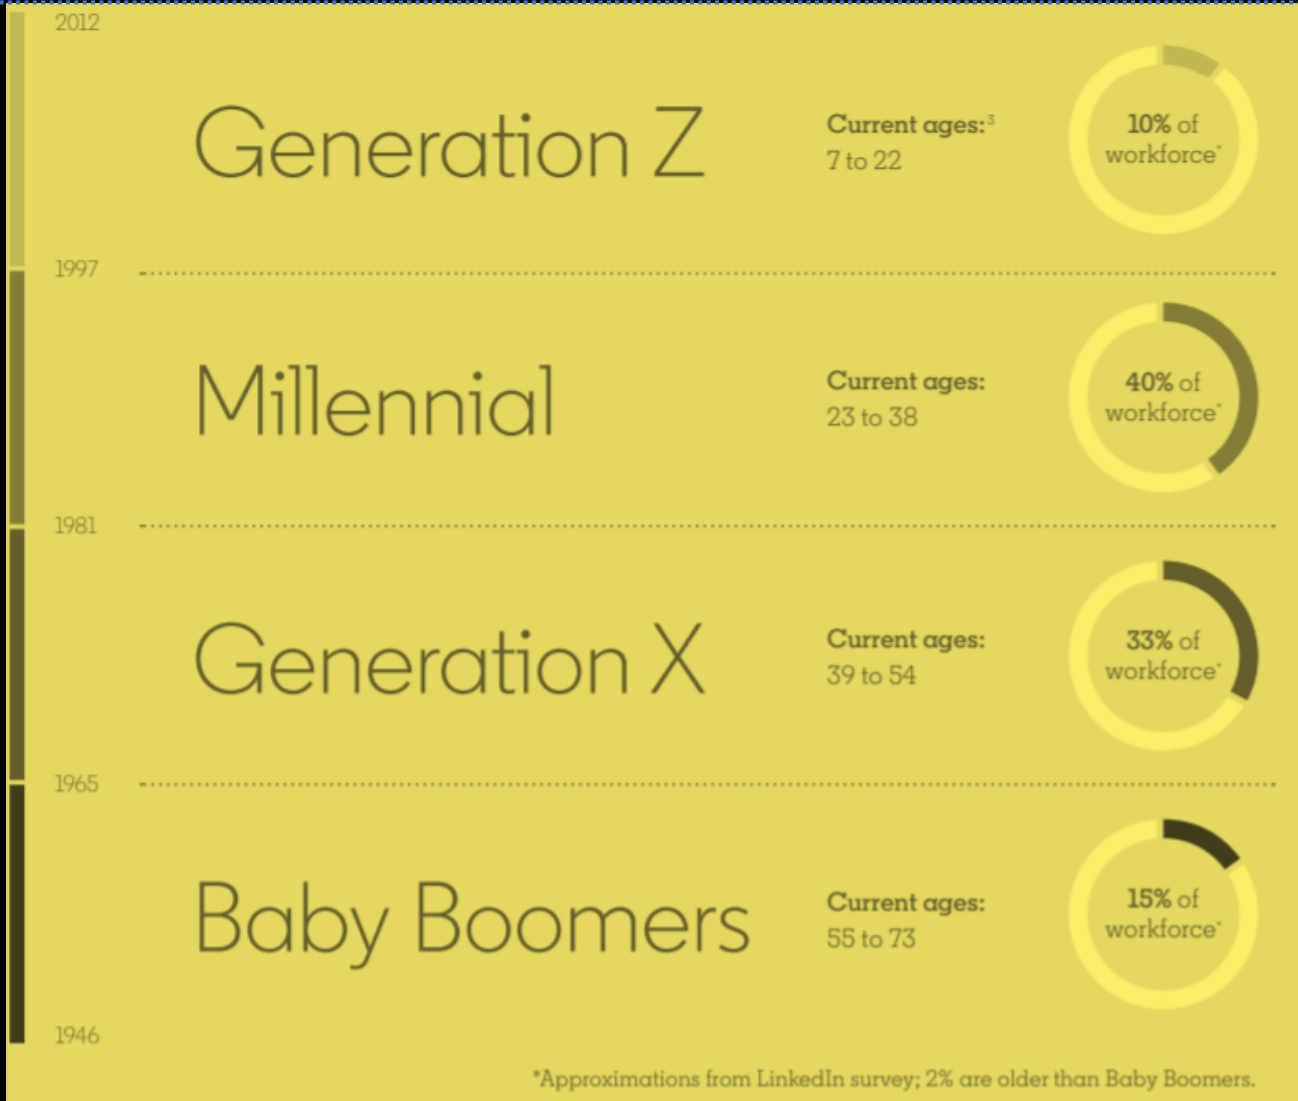 2012
Generation Z
Current ages:³
7 to 22
10% of
workforce*
1997
Millennial
Current ages:
23 to 38
40% of
workforce*
1981
Generation X
Current ages:
39 to 54
33% of
workforce*
1965
Baby Boomers
Current ages:
55 to 73
15% of
workforce*
1946
*Approximations from LinkedIn survey; 2% are older than Baby Boomers.